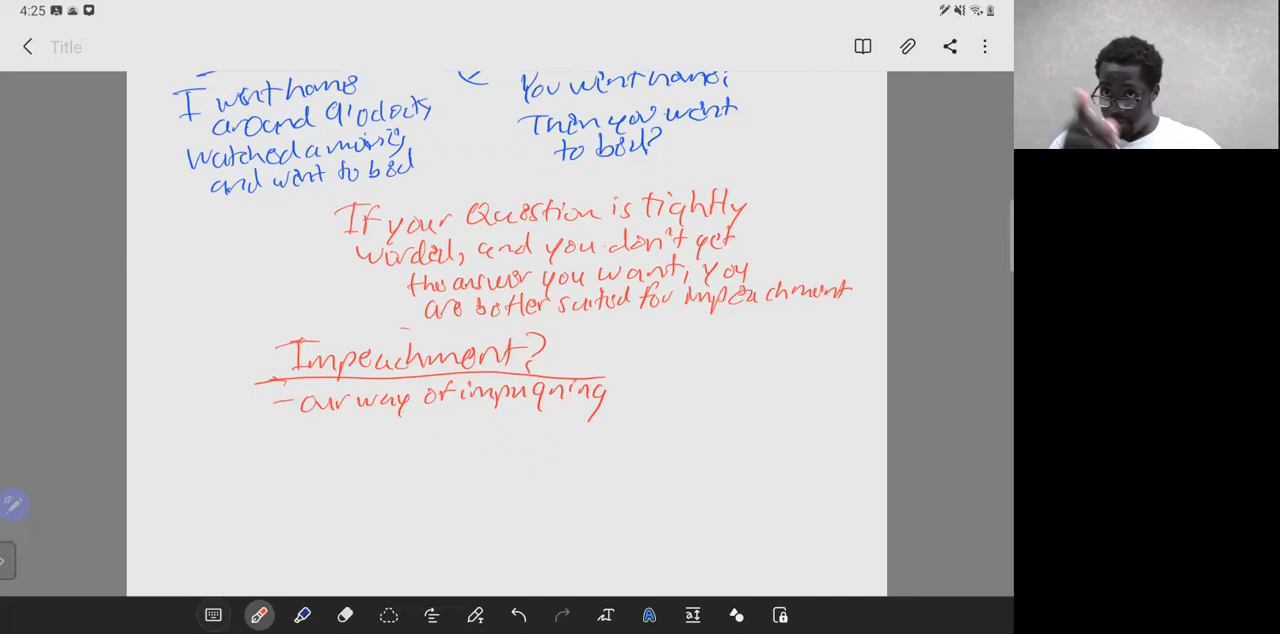 4:25
Title
I went home
around 9 o'clock,
watched a movie,
and went to bed
You went home;
Then you went
to bed?
If your Question is tightly
worded, and you don't get
the answer you want, you
are better suited for impeachment
Impeachment?
- our way of impugning